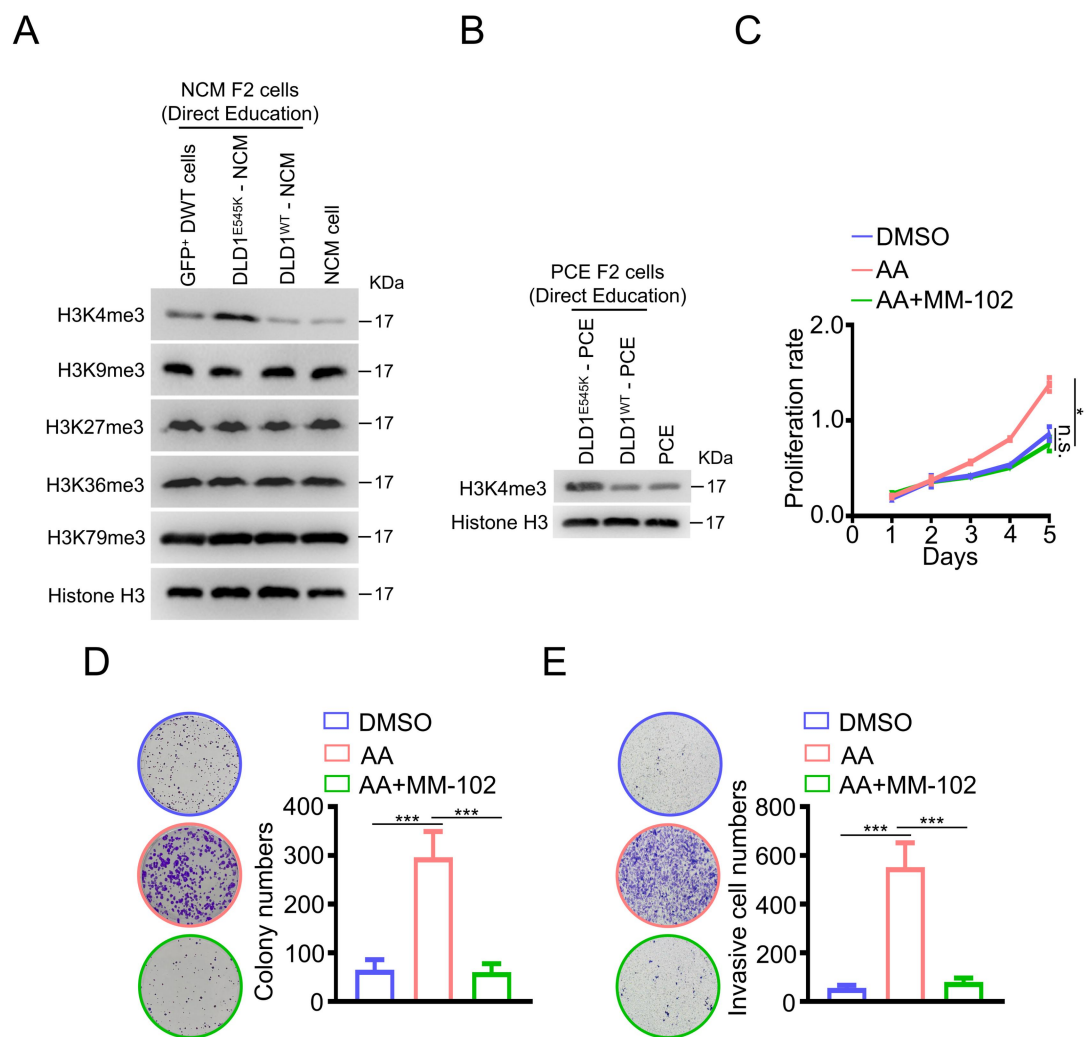 A
NCM F2 cells
(Direct Education)
GFP⁺ DWT cells
DLD1ᴱ⁵⁴⁵ᴷ - NCM
DLD1ᵂᵀ - NCM
NCM cell
KDa
H3K4me3
17
H3K9me3
17
H3K27me3
17
H3K36me3
17
H3K79me3
17
Histone H3
17
B
PCE F2 cells
(Direct Education)
DLD1ᴱ⁵⁴⁵ᴷ - PCE
DLD1ᵂᵀ - PCE
PCE
KDa
H3K4me3
17
Histone H3
17
C
DMSO
AA
AA+MM-102
Proliferation rate
2.0
1.0
0.0
0 1 2 3 4 5
Days
*
n.s.
D
DMSO
AA
AA+MM-102
Colony numbers
400
300
200
100
0
*** ***
E
DMSO
AA
AA+MM-102
Invasive cell numbers
800
600
400
200
0
*** ***